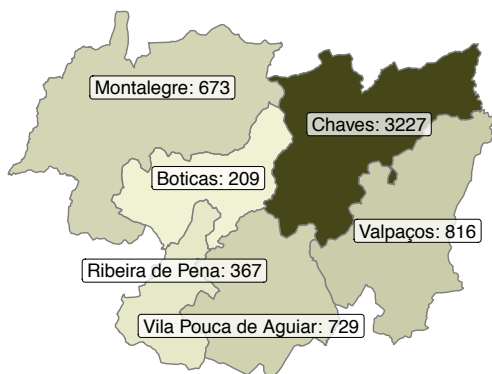 Montalegre: 673
Chaves: 3227
Boticas: 209
Valpaços: 816
Ribeira de Pena: 367
Vila Pouca de Aguiar: 729